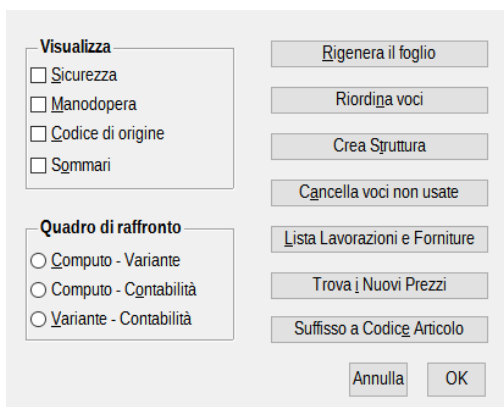 Visualizza
Sicurezza
Manodopera
Codice di origine
Sommari
Quadro di raffronto
Computo - Variante
Computo - Contabilità
Variante - Contabilità
Rigenera il foglio
Riordina voci
Crea Struttura
Cancella voci non usate
Lista Lavorazioni e Forniture
Trova i Nuovi Prezzi
Suffisso a Codice Articolo
Annulla
OK